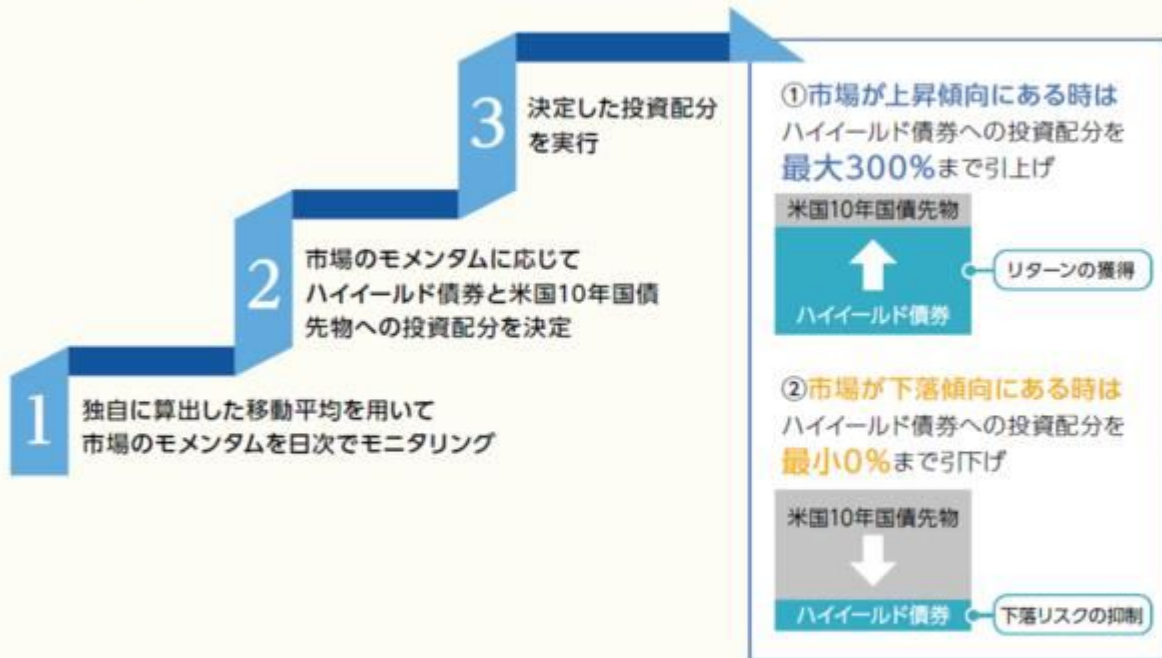 1
独自に算出した移動平均を用いて
市場のモメンタムを日次でモニタリング
2
市場のモメンタムに応じて
ハイイールド債券と米国10年国債
先物への投資配分を決定
3
決定した投資配分
を実行
①市場が上昇傾向にある時は
ハイイールド債券への投資配分を
最大300%まで引上げ
米国10年国債先物
ハイイールド債券
リターンの獲得
②市場が下落傾向にある時は
ハイイールド債券への投資配分を
最小0%まで引下げ
米国10年国債先物
ハイイールド債券
下落リスクの抑制